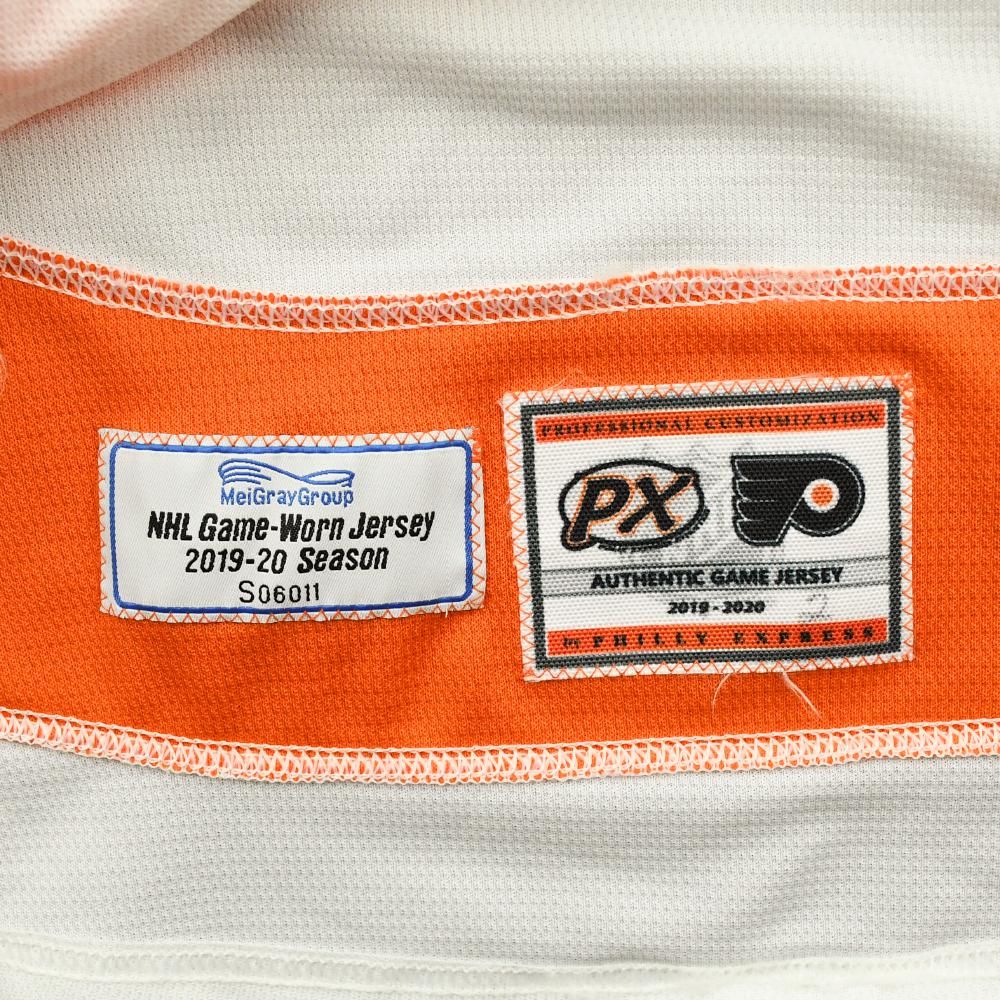 MeiGrayGroup
NHL Game-Worn Jersey
2019-20 Season
S06011
PROFESSIONAL CUSTOMIZATION
PX
AUTHENTIC GAME JERSEY
2019 - 2020
by PHILLY EXPRESS